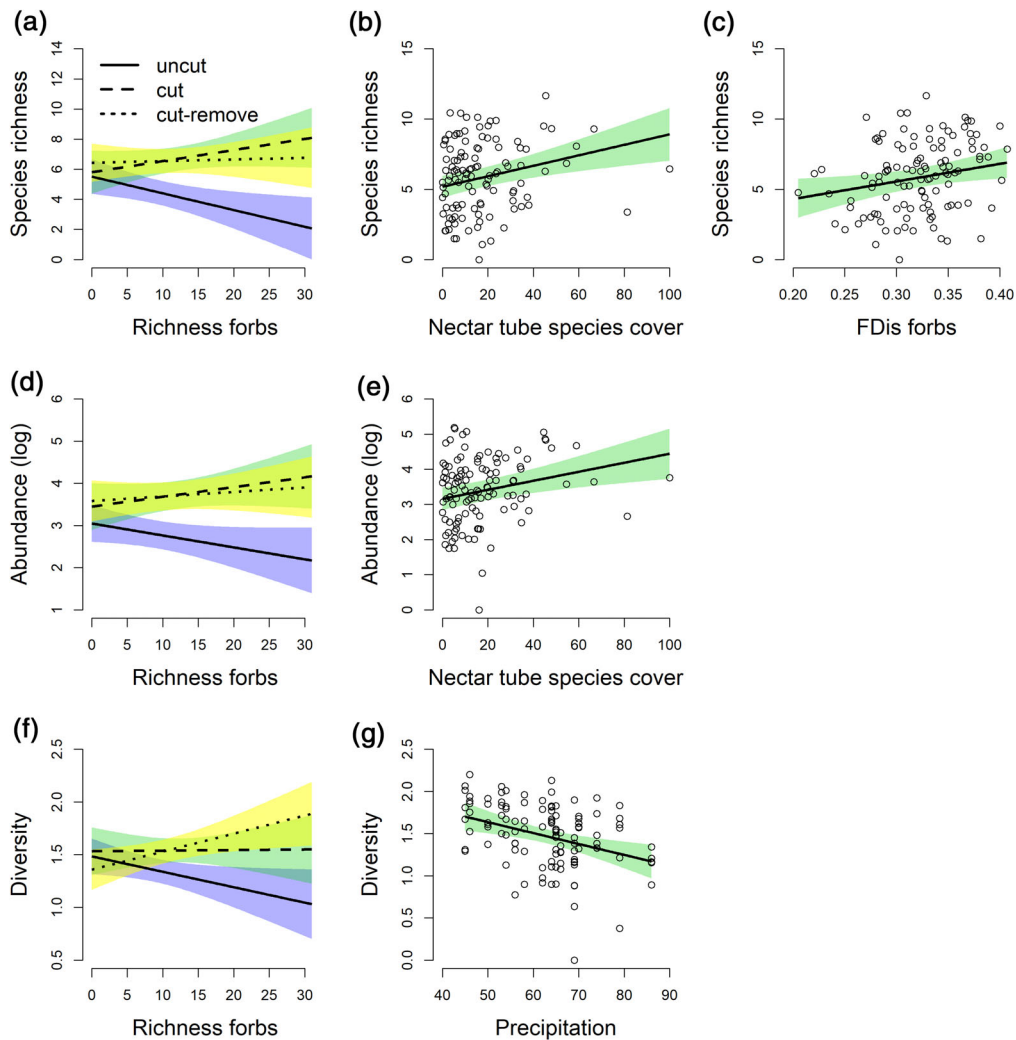 (a)
Species richness
14
12
10
8
6
4
2
0
uncut
cut
cut-remove
0 5 10 15 20 25 30
Richness forbs
(b)
Species richness
15
10
5
0
0 20 40 60 80 100
Nectar tube species cover
(c)
Species richness
15
10
5
0
0.20 0.25 0.30 0.35 0.40
FDis forbs
(d)
Abundance (log)
6
5
4
3
2
1
0 5 10 15 20 25 30
Richness forbs
(e)
Abundance (log)
6
5
4
3
2
1
0
0 20 40 60 80 100
Nectar tube species cover
(f)
Diversity
2.5
2.0
1.5
1.0
0.5
0 5 10 15 20 25 30
Richness forbs
(g)
Diversity
2.5
2.0
1.5
1.0
0.5
0.0
40 50 60 70 80 90
Precipitation